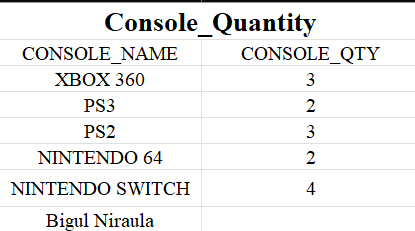 Console_Quantity
CONSOLE_NAME CONSOLE_QTY
XBOX 360 3
PS3 2
PS2 3
NINTENDO 64 2
NINTENDO SWITCH 4
Bigul Niraula